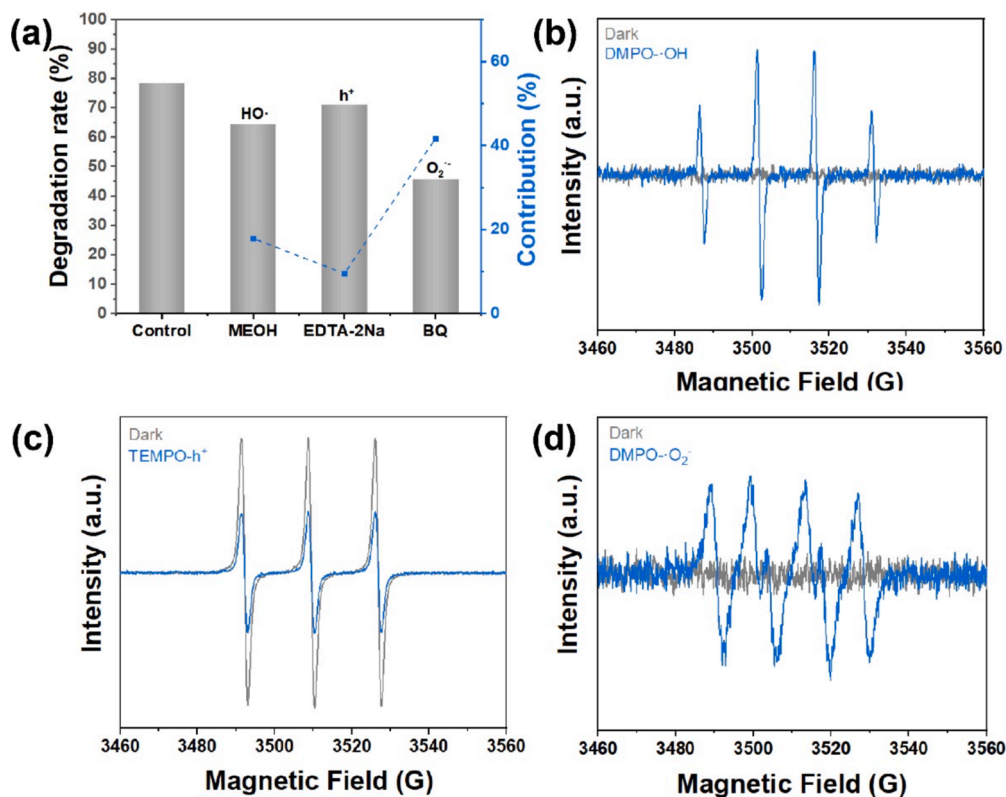 (a)
Degradation rate (%)
100
90
80
70
60
50
40
30
20
10
0
HO·
h⁺
O₂·⁻
Control
MEOH
EDTA-2Na
BQ
60
40
20
0
Contribution (%)
(b)
Dark
DMPO-·OH
Intensity (a.u.)
3460
3480
3500
3520
3540
3560
Magnetic Field (G)
(c)
Dark
TEMPO-h⁺
Intensity (a.u.)
3460
3480
3500
3520
3540
3560
Magnetic Field (G)
(d)
Dark
DMPO-·O₂⁻
Intensity (a.u.)
3460
3480
3500
3520
3540
3560
Magnetic Field (G)